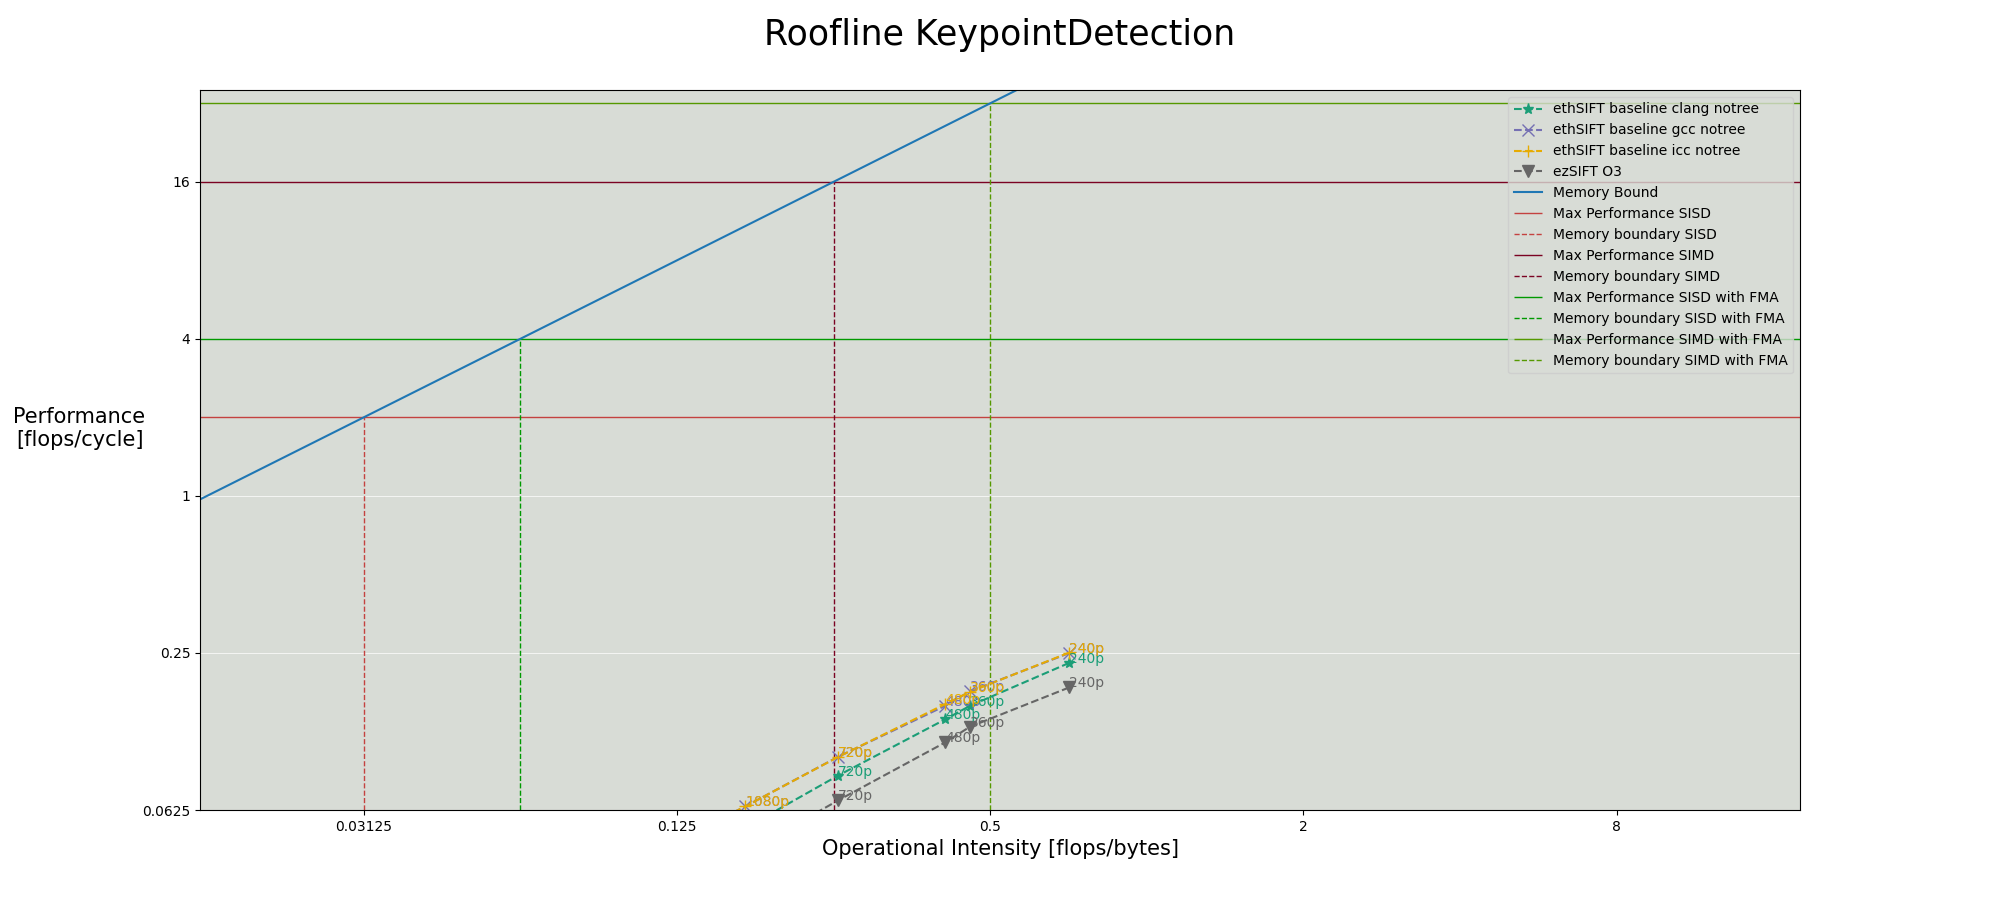 Roofline KeypointDetection
ethSIFT baseline clang notree
ethSIFT baseline gcc notree
ethSIFT baseline icc notree
ezSIFT O3
Memory Bound
Max Performance SISD
Memory boundary SISD
Max Performance SIMD
Memory boundary SIMD
Max Performance SISD with FMA
Memory boundary SISD with FMA
Max Performance SIMD with FMA
Memory boundary SIMD with FMA
16
4
Performance
[flops/cycle]
1
0.25
0.0625
240p
240p
240p
360p
360p
360p
480p
480p
480p
480p
720p
720p
720p
1080p
0.03125
0.125
0.5
2
8
Operational Intensity [flops/bytes]